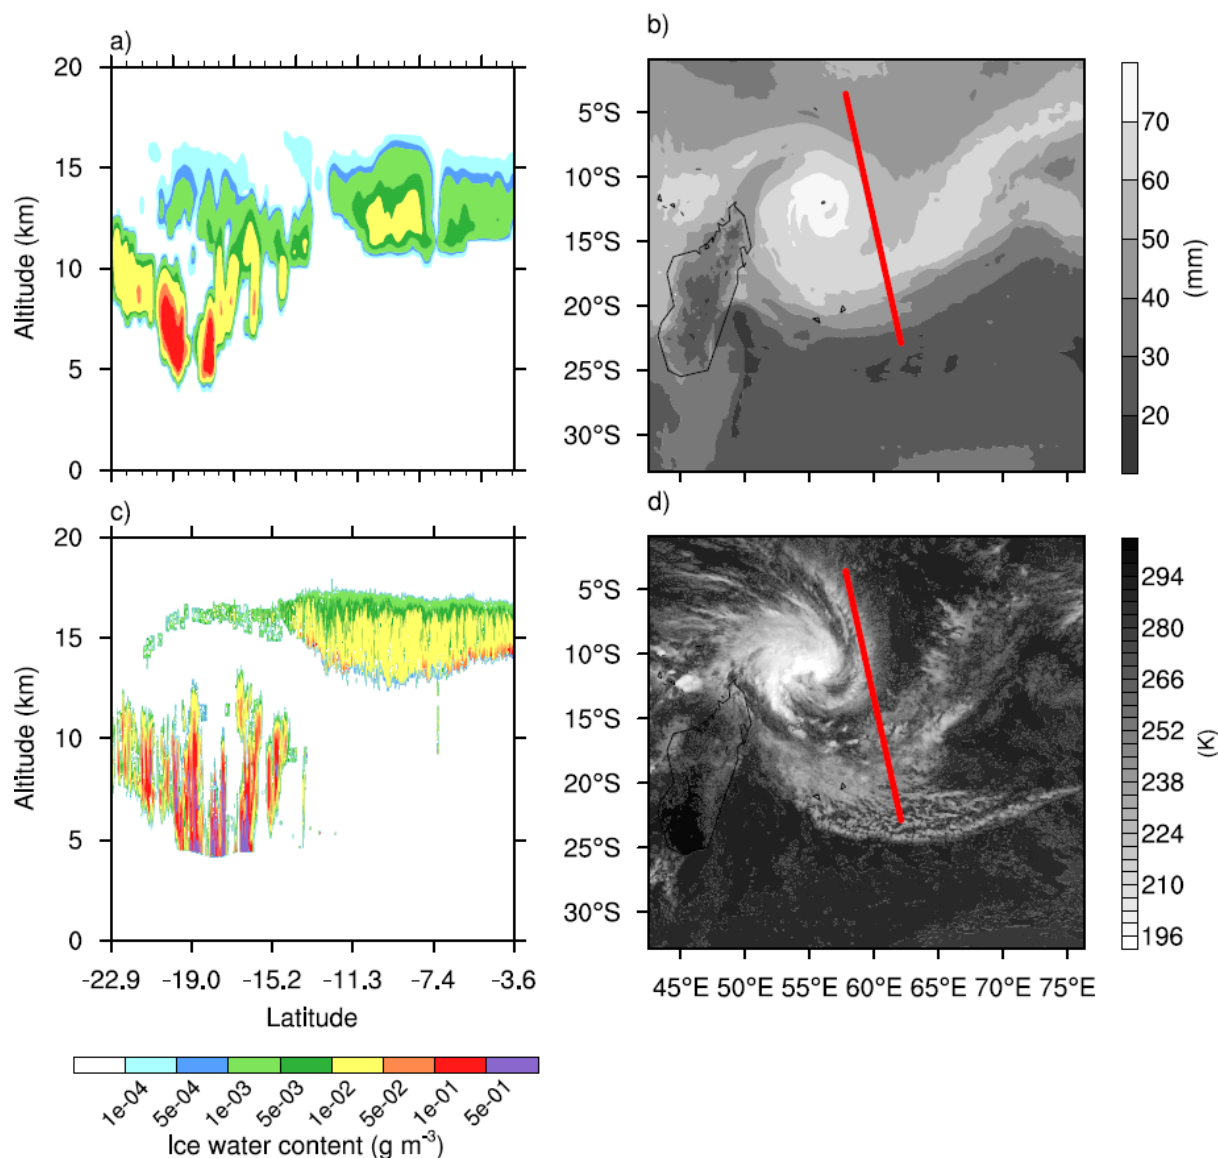 a)
20
15
10
5
0
Altitude (km)
b)
5°S
10°S
15°S
20°S
25°S
30°S
70
60
50
40
30
20
(mm)
c)
20
15
10
5
0
Altitude (km)
-22.9 -19.0 -15.2 -11.3 -7.4 -3.6
Latitude
d)
5°S
10°S
15°S
20°S
25°S
30°S
45°E 50°E 55°E 60°E 65°E 70°E 75°E
294
280
266
252
238
224
210
196
(K)
1e-04 5e-04 1e-03 5e-03 1e-02 5e-02 1e-01 5e-01
Ice water content (g m⁻³)